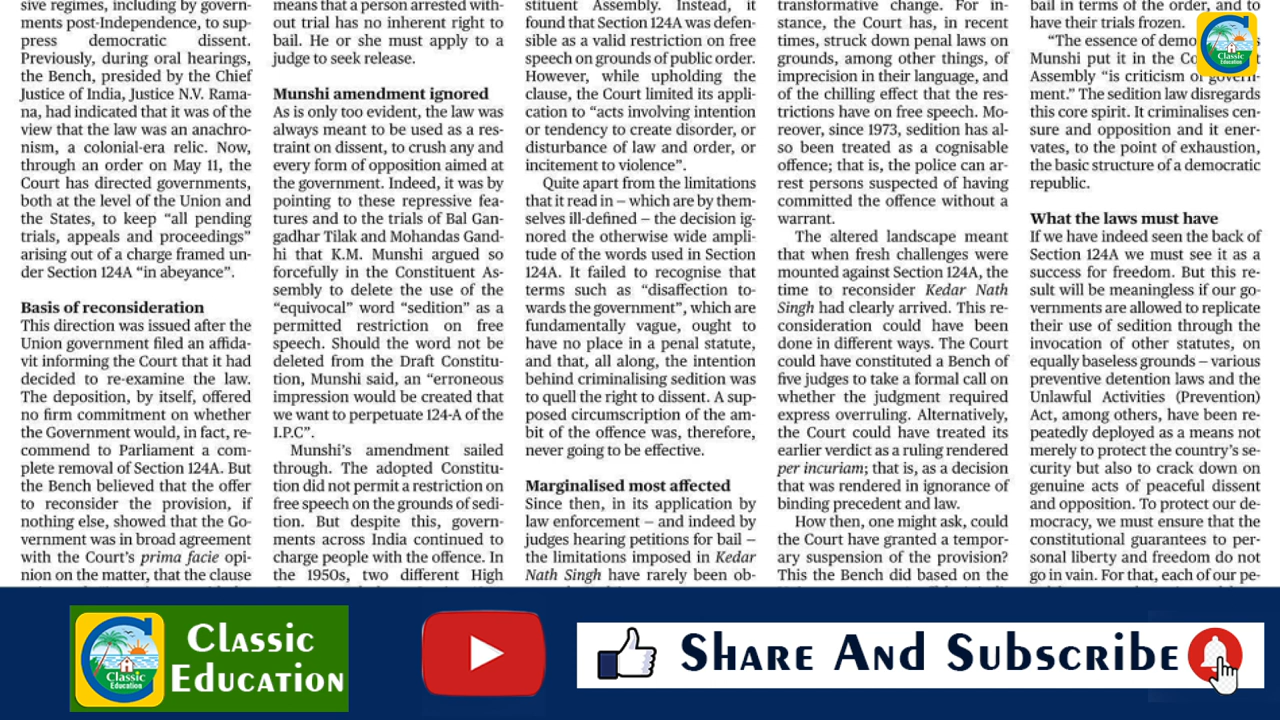 sive regimes, including by govern-
ments post-Independence, to sup-
press democratic dissent.
Previously, during oral hearings,
the Bench, presided by the Chief
Justice of India, Justice N.V. Rama-
na, had indicated that it was of the
view that the law was an anachro-
nism, a colonial-era relic. Now,
through an order on May 11, the
Court has directed governments,
both at the level of the Union and
the States, to keep “all pending
trials, appeals and proceedings”
arising out of a charge framed un-
der Section 124A “in abeyance”.
Basis of reconsideration
This direction was issued after the
Union government filed an affida-
vit informing the Court that it had
decided to re-examine the law.
The deposition, by itself, offered
no firm commitment on whether
the Government would, in fact, re-
commend to Parliament a com-
plete removal of Section 124A. But
the Bench believed that the offer
to reconsider the provision, if
nothing else, showed that the Go-
vernment was in broad agreement
with the Court’s prima facie opi-
nion on the matter, that the clause
means that a person arrested with-
out trial has no inherent right to
bail. He or she must apply to a
judge to seek release.
Munshi amendment ignored
As is only too evident, the law was
always meant to be used as a res-
traint on dissent, to crush any and
every form of opposition aimed at
the government. Indeed, it was by
pointing to these repressive fea-
tures and to the trials of Bal Gan-
gadhar Tilak and Mohandas Gand-
hi that K.M. Munshi argued so
forcefully in the Constituent As-
sembly to delete the use of the
“equivocal” word “sedition” as a
permitted restriction on free
speech. Should the word not be
deleted from the Draft Constitu-
tion, Munshi said, an “erroneous
impression would be created that
we want to perpetuate 124-A of the
I.P.C”.
Munshi’s amendment sailed
through. The adopted Constitu-
tion did not permit a restriction on
free speech on the grounds of sedi-
tion. But despite this, govern-
ments across India continued to
charge people with the offence. In
the 1950s, two different High
stituent Assembly. Instead, it
found that Section 124A was defen-
sible as a valid restriction on free
speech on grounds of public order.
However, while upholding the
clause, the Court limited its appli-
cation to “acts involving intention
or tendency to create disorder, or
disturbance of law and order, or
incitement to violence”.
Quite apart from the limitations
that it read in – which are by them-
selves ill-defined – the decision ig-
nored the otherwise wide ampli-
tude of the words used in Section
124A. It failed to recognise that
terms such as “disaffection to-
wards the government”, which are
fundamentally vague, ought to
have no place in a penal statute,
and that, all along, the intention
behind criminalising sedition was
to quell the right to dissent. A sup-
posed circumscription of the am-
bit of the offence was, therefore,
never going to be effective.
Marginalised most affected
Since then, in its application by
law enforcement – and indeed by
judges hearing petitions for bail –
the limitations imposed in Kedar
Nath Singh have rarely been ob-
transformative change. For in-
stance, the Court has, in recent
times, struck down penal laws on
grounds, among other things, of
imprecision in their language, and
of the chilling effect that the res-
trictions have on free speech. Mo-
reover, since 1973, sedition has al-
so been treated as a cognisable
offence; that is, the police can ar-
rest persons suspected of having
committed the offence without a
warrant.
The altered landscape meant
that when fresh challenges were
mounted against Section 124A, the
time to reconsider Kedar Nath
Singh had clearly arrived. This re-
consideration could have been
done in different ways. The Court
could have constituted a Bench of
five judges to take a formal call on
whether the judgment required
express overruling. Alternatively,
the Court could have treated its
earlier verdict as a ruling rendered
per incuriam; that is, as a decision
that was rendered in ignorance of
binding precedent and law.
How then, one might ask, could
the Court have granted a tempor-
ary suspension of the provision?
This the Bench did based on the
bail in terms of the order, and to
have their trials frozen.
“The essence of demo
Munshi put it in the Co
Assembly “is criticism of govern-
ment.” The sedition law disregards
this core spirit. It criminalises cen-
sure and opposition and it ener-
vates, to the point of exhaustion,
the basic structure of a democratic
republic.
What the laws must have
If we have indeed seen the back of
Section 124A we must see it as a
success for freedom. But this re-
sult will be meaningless if our go-
vernments are allowed to replicate
their use of sedition through the
invocation of other statutes, on
equally baseless grounds – various
preventive detention laws and the
Unlawful Activities (Prevention)
Act, among others, have been re-
peatedly deployed as a means not
merely to protect the country’s se-
curity but also to crack down on
genuine acts of peaceful dissent
and opposition. To protect our de-
mocracy, we must ensure that the
constitutional guarantees to per-
sonal liberty and freedom do not
go in vain. For that, each of our pe-
Classic
Education
Classic
Education
Classic
Education
Share And Subscribe